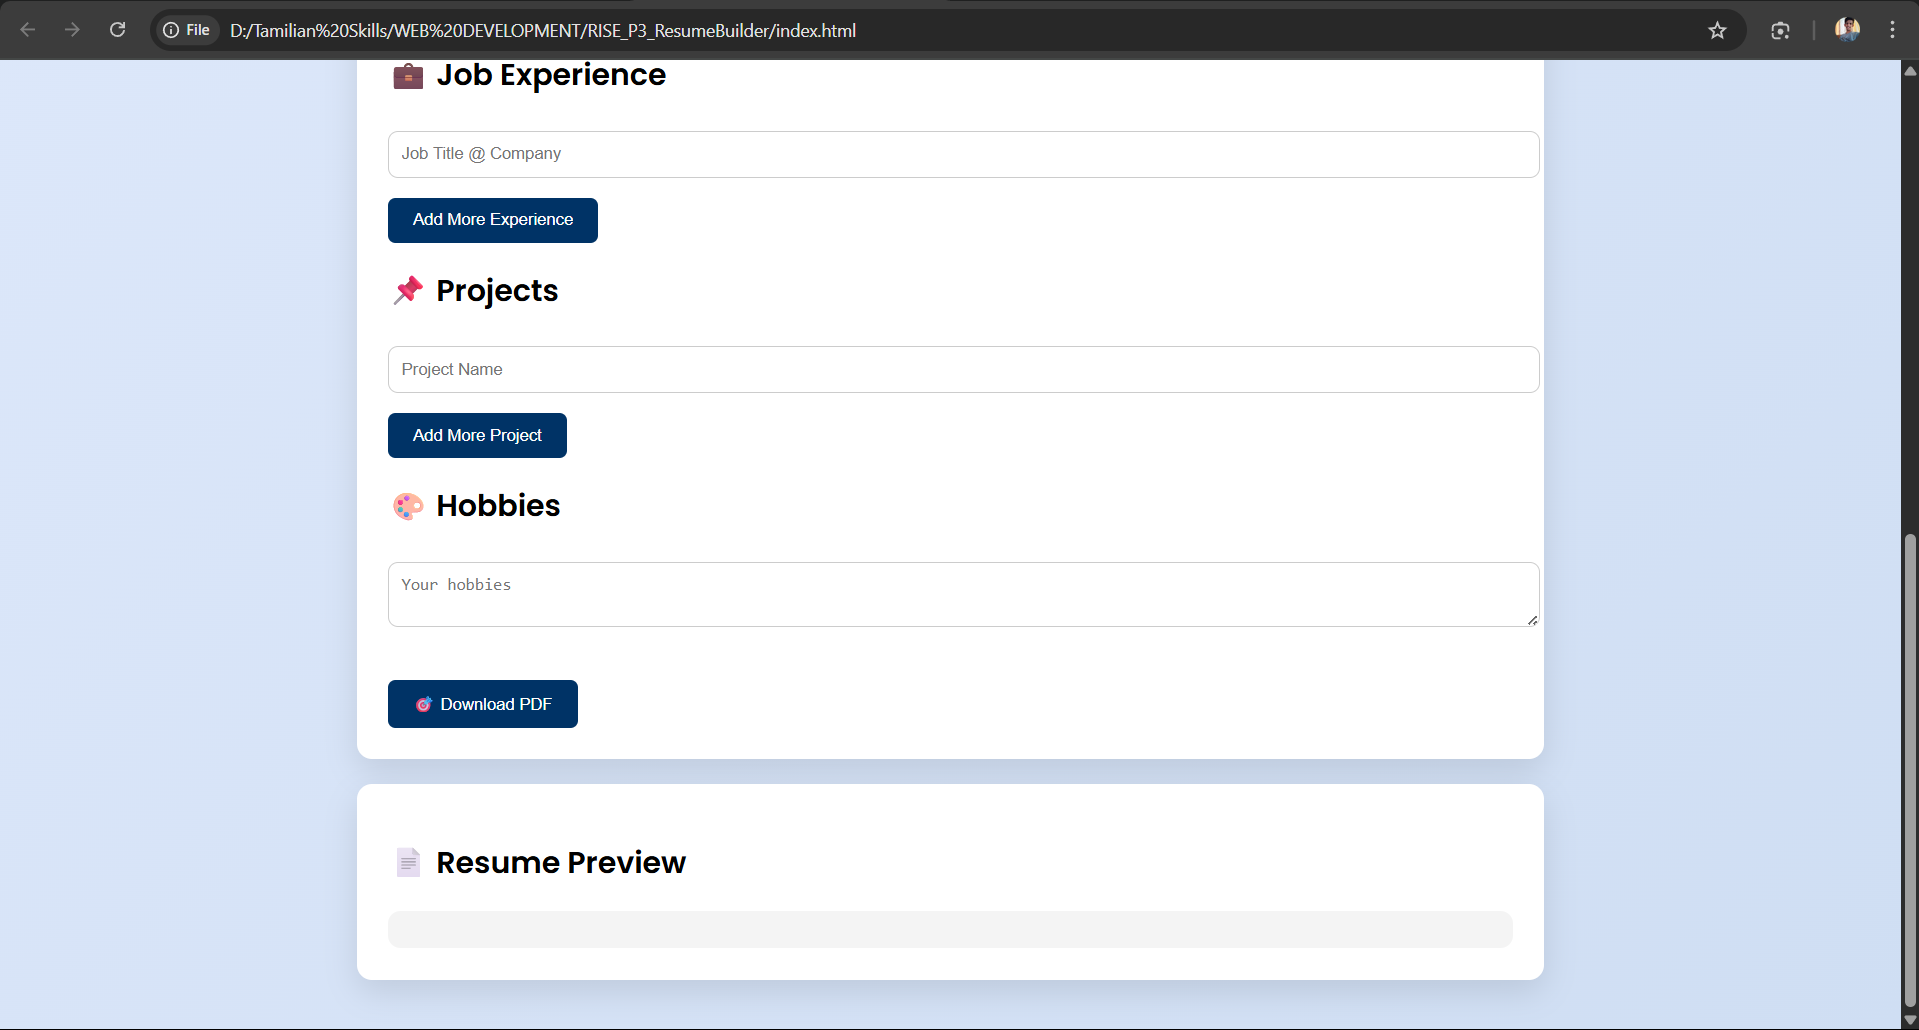 File D:/Tamilian%20Skills/WEB%20DEVELOPMENT/RISE_P3_ResumeBuilder/index.html
Job Experience
Job Title @ Company
Add More Experience
Projects
Project Name
Add More Project
Hobbies
Your hobbies
Download PDF
Resume Preview